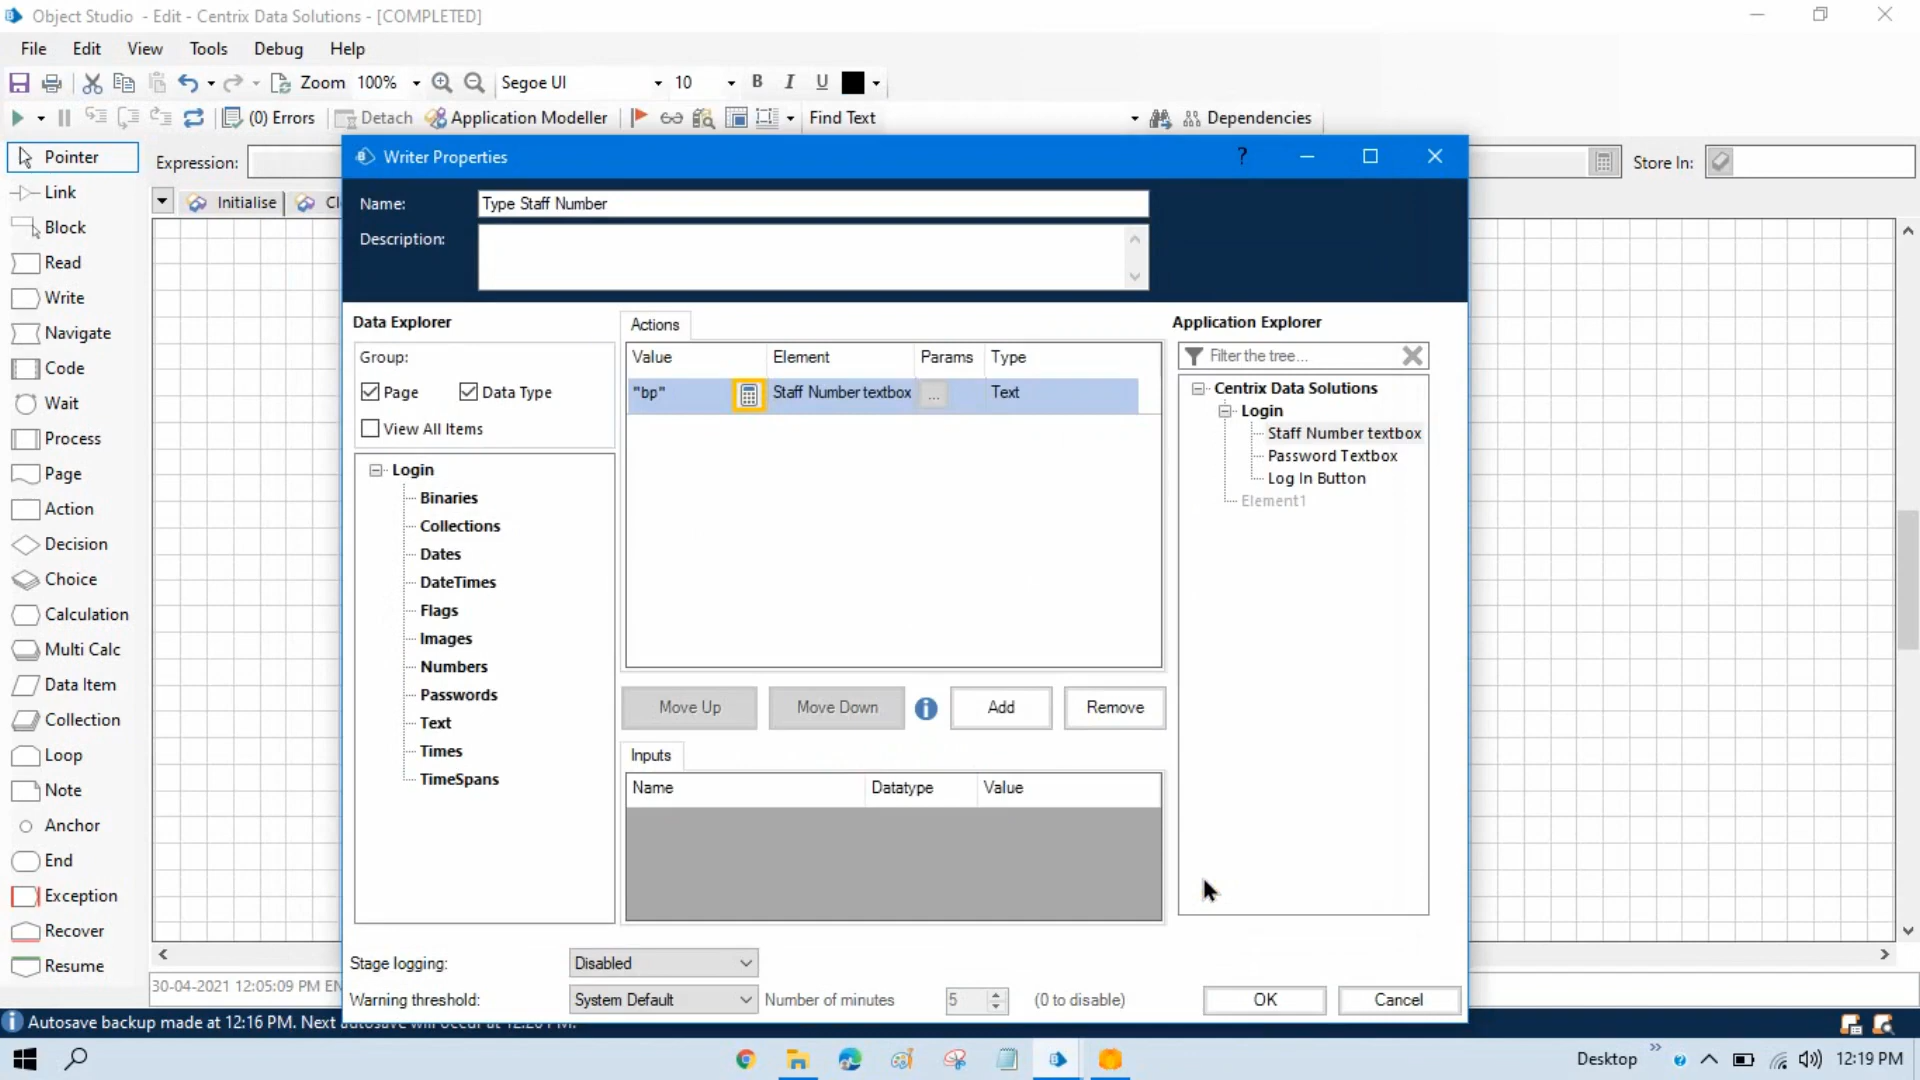 Object Studio - Edit - Centrix Data Solutions - [COMPLETED]
File Edit View Tools Debug Help
Zoom 100% Segoe UI 10 B I U
(0) Errors Detach Application Modeller Find Text Dependencies
Pointer
Expression:
Store In:
Link
Block
Read
Write
Navigate
Code
Wait
Process
Page
Action
Decision
Choice
Calculation
Multi Calc
Data Item
Collection
Loop
Note
Anchor
End
Exception
Recover
Resume
Initialise
Cl
Writer Properties ?
Name: Type Staff Number
Description:
Data Explorer
Group:
Page Data Type
View All Items
Login
Binaries
Collections
Dates
DateTimes
Flags
Images
Numbers
Passwords
Text
Times
TimeSpans
Actions
Value Element Params Type
"bp" Staff Number textbox ... Text
Move Up Move Down Add Remove
Inputs
Name Datatype Value
Application Explorer
Filter the tree...
Centrix Data Solutions
Login
Staff Number textbox
Password Textbox
Log In Button
Element1
Stage logging: Disabled
Warning threshold: System Default Number of minutes 5 (0 to disable)
OK Cancel
30-04-2021 12:05:09 PM
Autosave backup made at 12:16 PM. Next
Desktop 12:19 PM